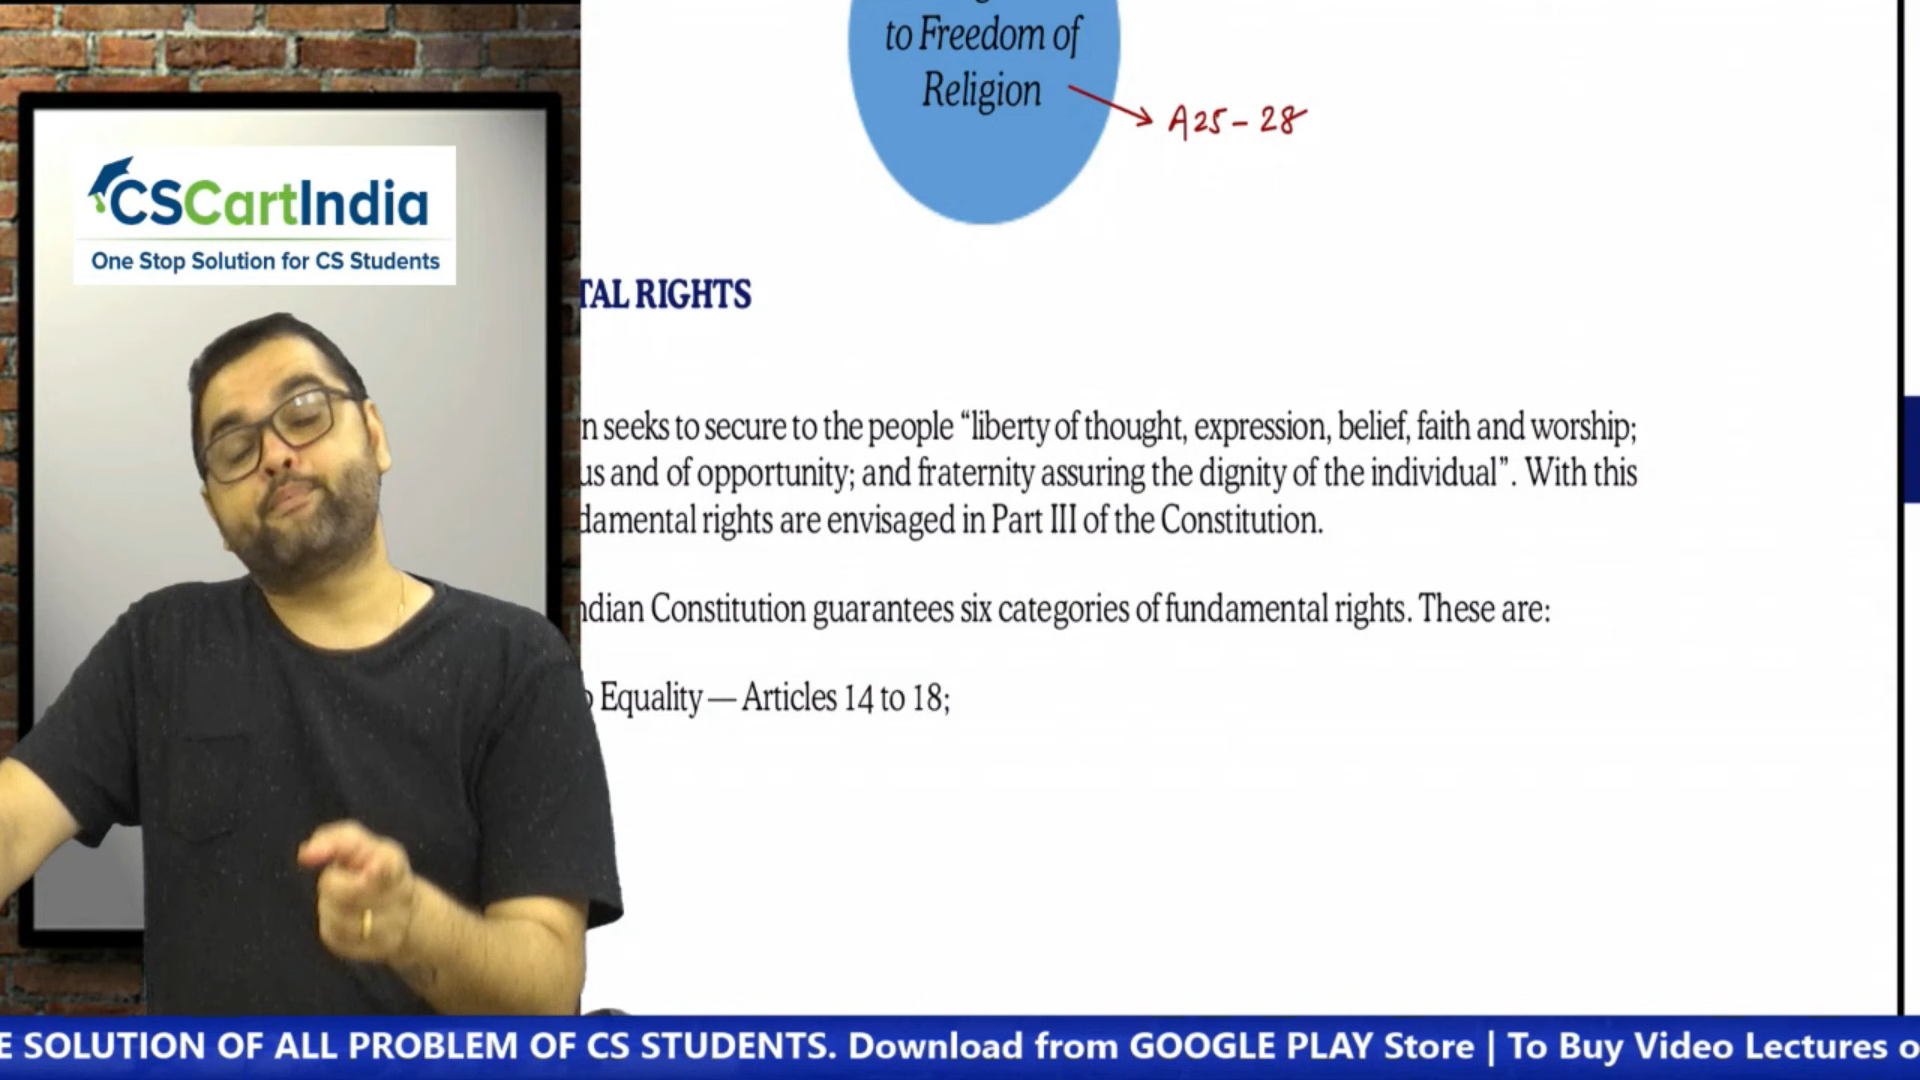 to Freedom of
Religion
A25-28
CSCartIndia
One Stop Solution for CS Students
TAL RIGHTS
n seeks to secure to the people “liberty of thought, expression, belief, faith and worship;
us and of opportunity; and fraternity assuring the dignity of the individual”. With this
damental rights are envisaged in Part III of the Constitution.
ndian Constitution guarantees six categories of fundamental rights. These are:
Equality — Articles 14 to 18;
E SOLUTION OF ALL PROBLEM OF CS STUDENTS. Download from GOOGLE PLAY Store | To Buy Video Lectures o